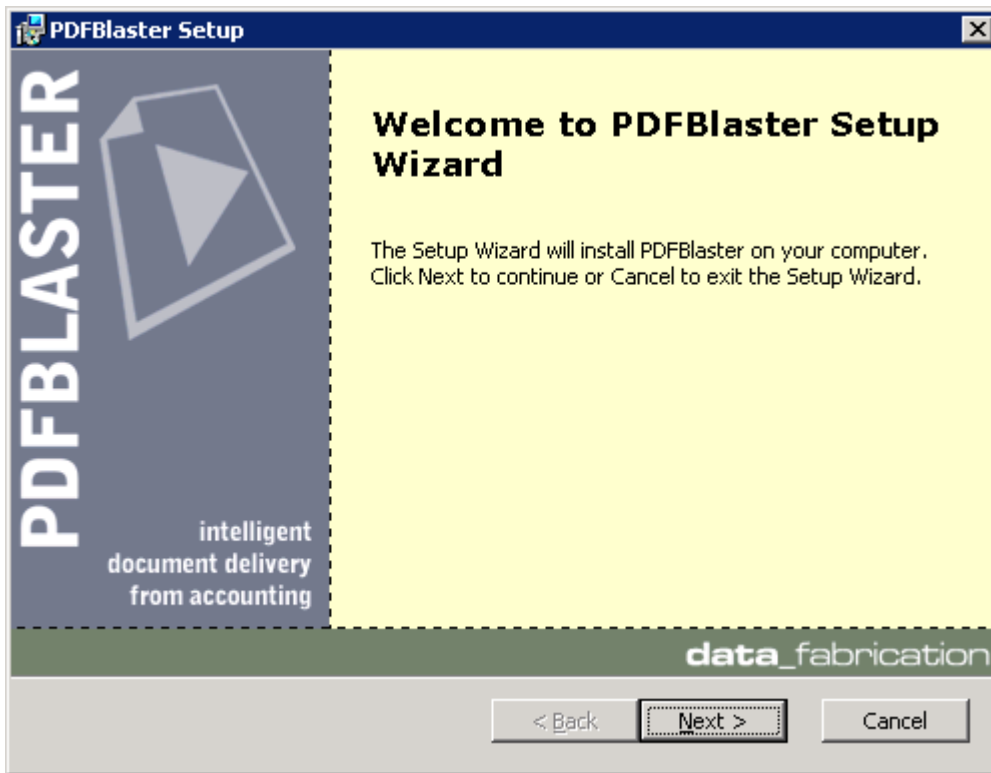 PDFBlaster Setup
PDFBLASTER
intelligent
document delivery
from accounting
Welcome to PDFBlaster Setup
Wizard
The Setup Wizard will install PDFBlaster on your computer.
Click Next to continue or Cancel to exit the Setup Wizard.
data_fabrication
< Back
Next >
Cancel